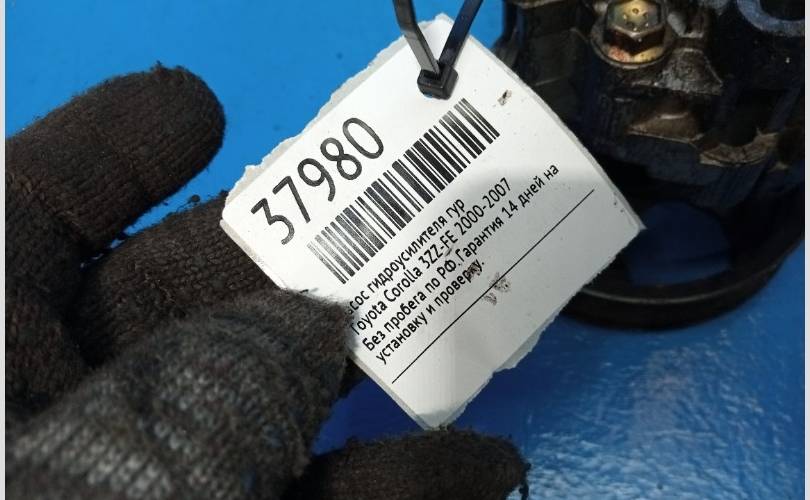 37980
сос гидроусилителя гур
Toyota Corolla 3ZZ-FE 2000-2007
Без пробега по РФ.Гарантия 14 дней на
установку и проверку.